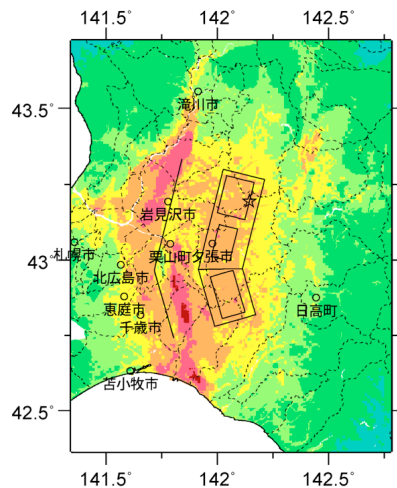 141.5° 142° 142.5°
43.5°
滝川市
岩見沢市
札幌市
栗山町 夕張市
43°
北広島市
恵庭市
千歳市
日高町
苫小牧市
42.5°
141.5° 142° 142.5°